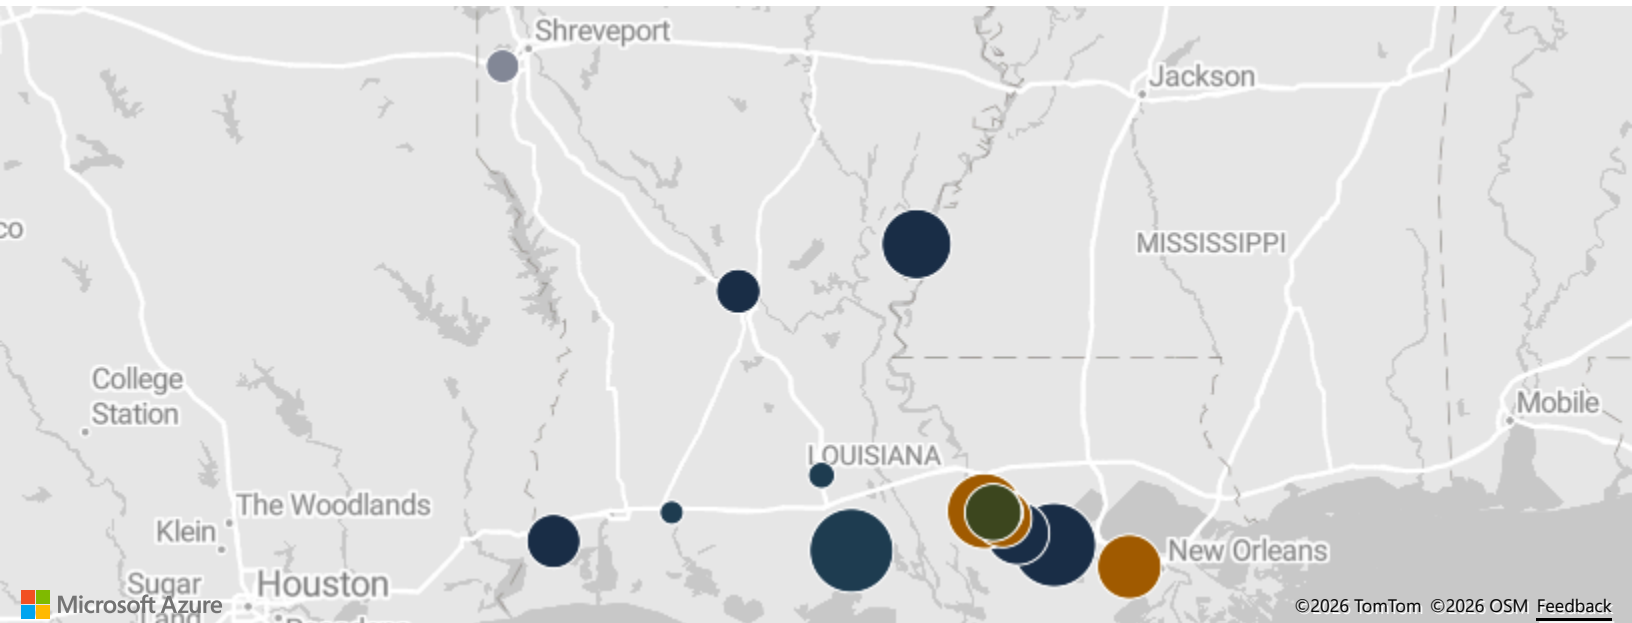 Shreveport
Jackson
MISSISSIPPI
co
College
Station
Mobile
LOUISIANA
The Woodlands
Klein
New Orleans
Sugar
Land
Houston
Microsoft Azure
©2026 TomTom ©2026 OSM Feedback